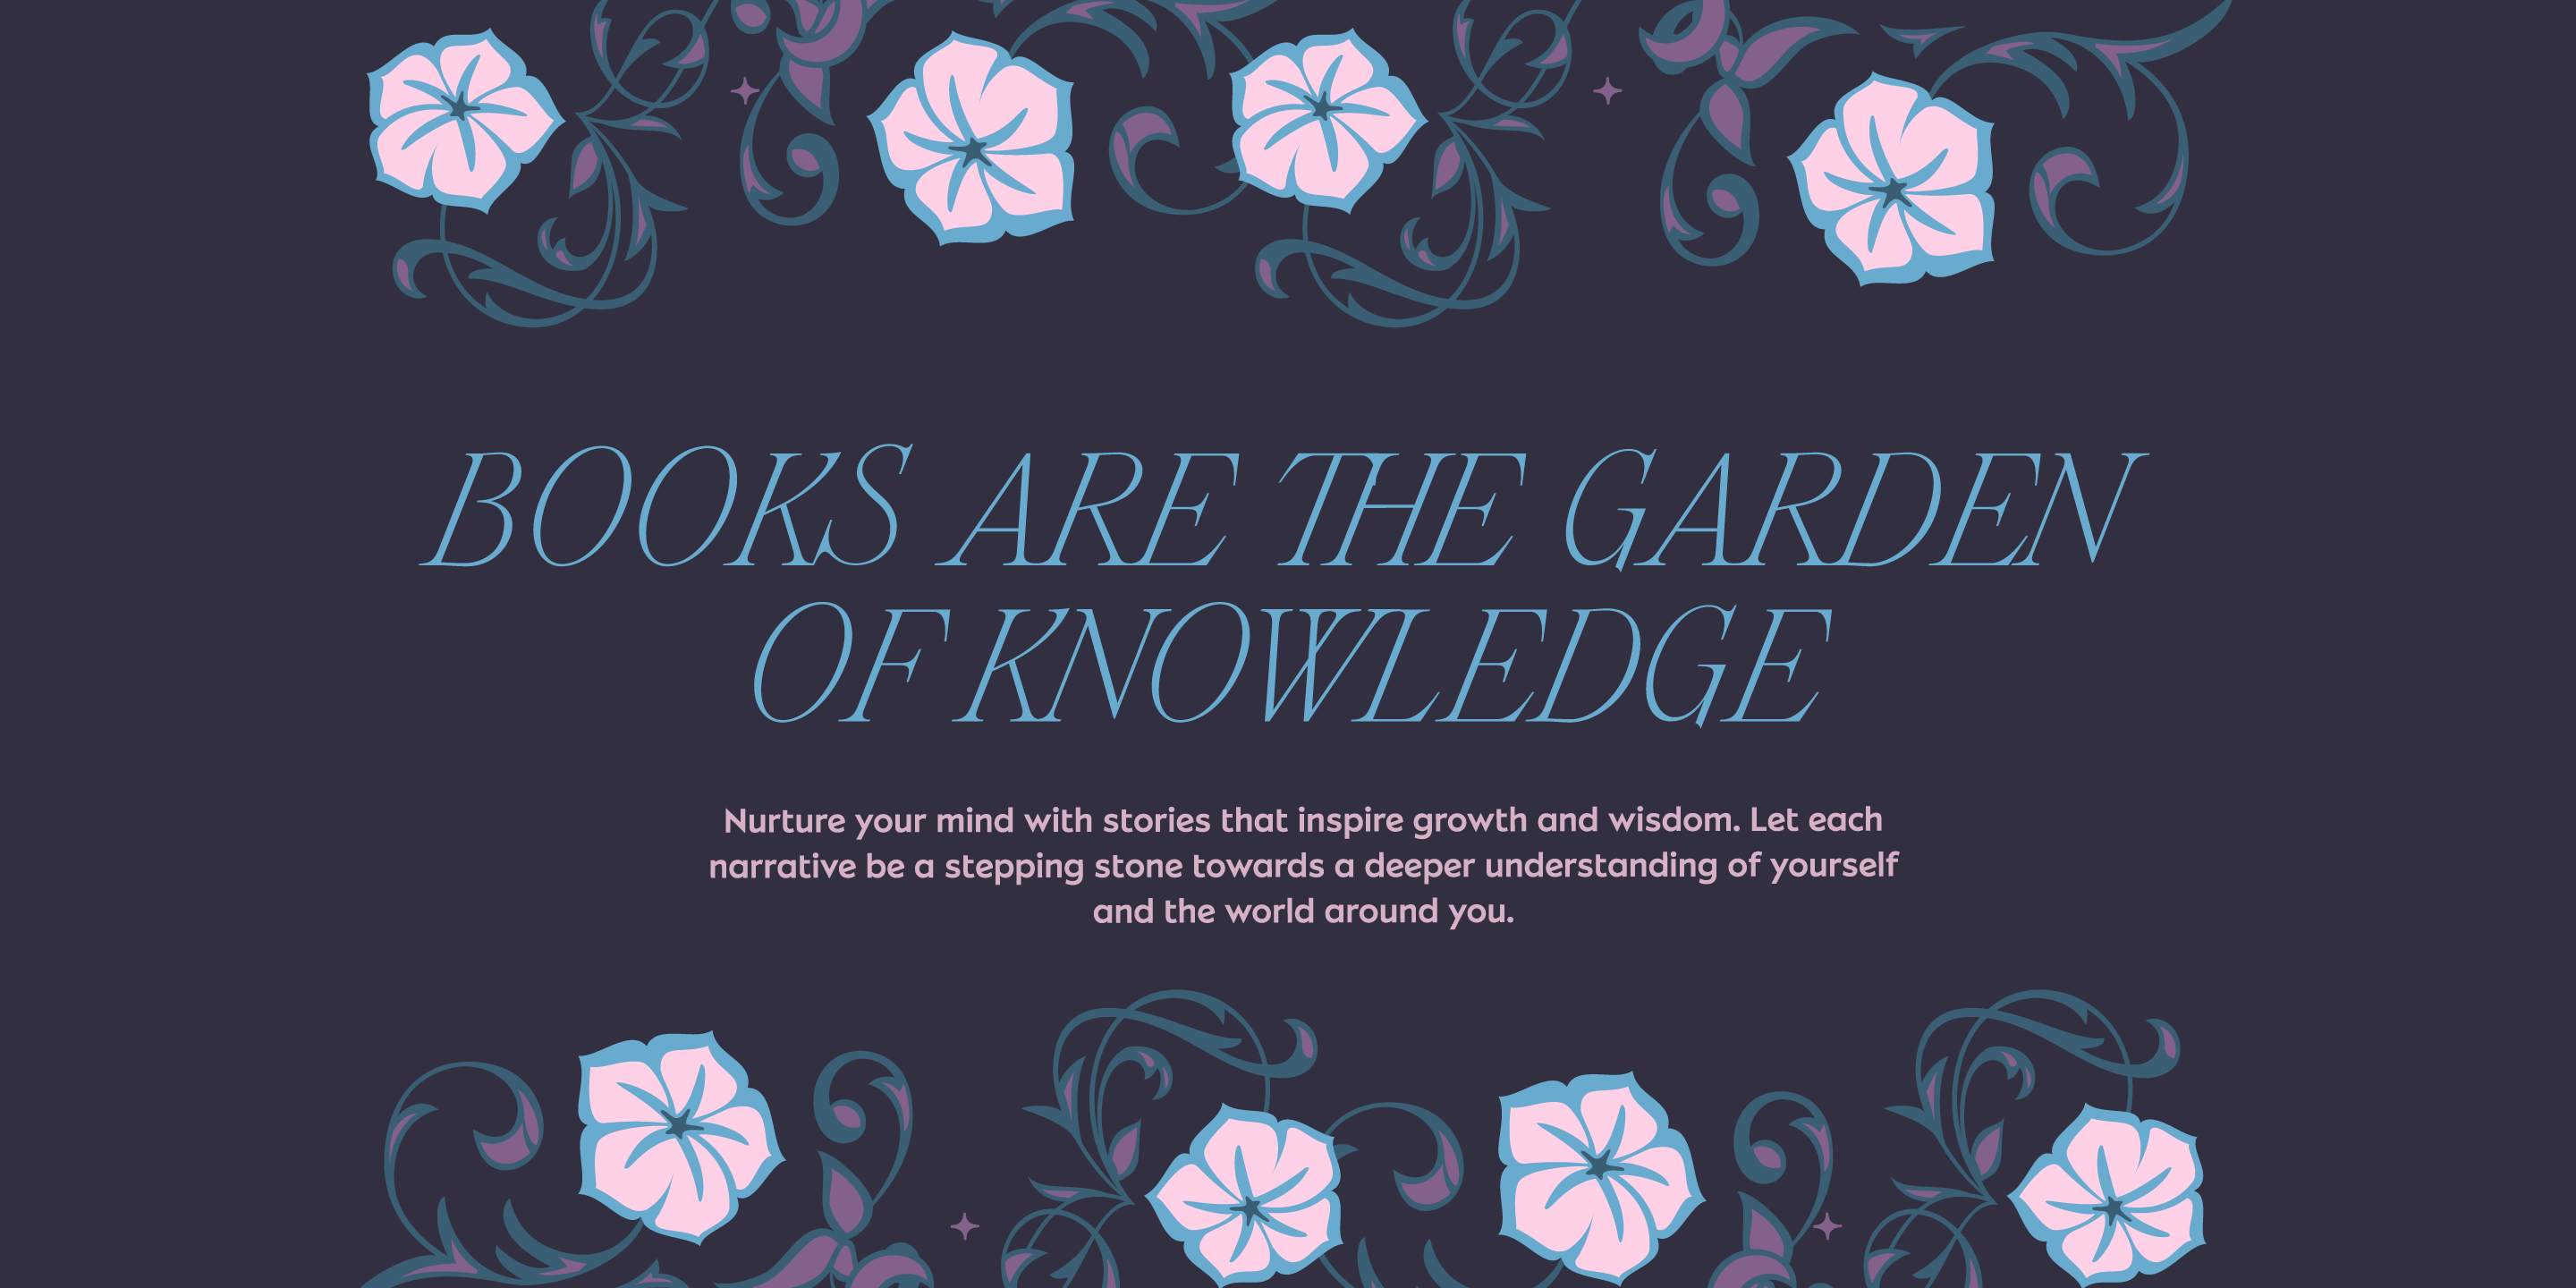 BOOKS ARE THE GARDEN
OF KNOWLEDGE
Nurture your mind with stories that inspire growth and wisdom. Let each
narrative be a stepping stone towards a deeper understanding of yourself
and the world around you.